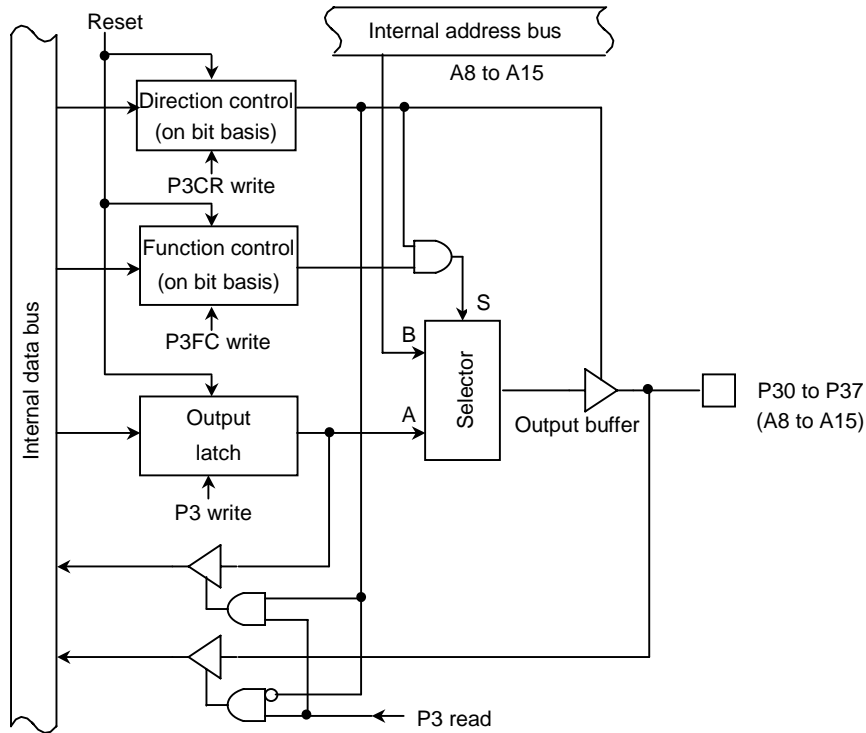 Reset
Internal address bus
A8 to A15
Direction control
(on bit basis)
P3CR write
Function control
(on bit basis)
P3FC write
S
B
A
Selector
Output
latch
P3 write
Output buffer
P30 to P37
(A8 to A15)
Internal data bus
P3 read